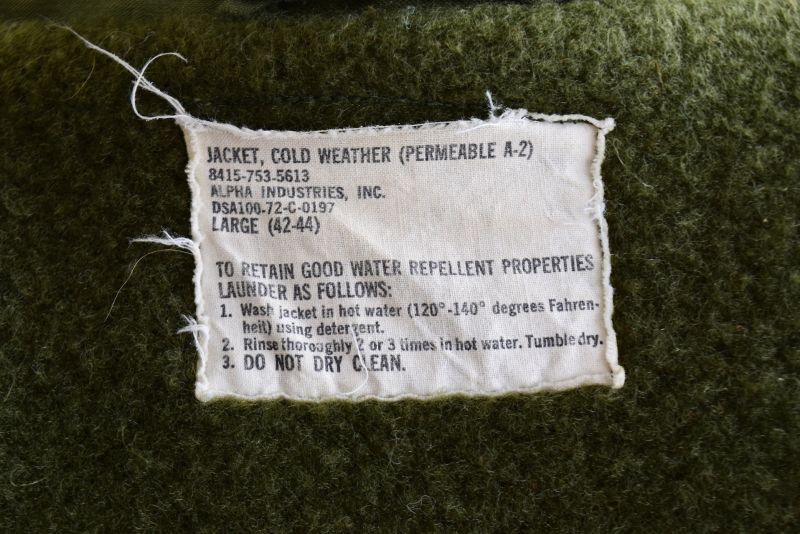 JACKET, COLD WEATHER (PERMEABLE A-2)
8415-753-5613
ALPHA INDUSTRIES, INC.
DSA100-72-C-0197
LARGE (42-44)
TO RETAIN GOOD WATER REPELLENT PROPERTIES
LAUNDER AS FOLLOWS:
1. Wash jacket in hot water (120°-140° degrees Fahren-
heit) using detergent.
2. Rinse thoroughly 2 or 3 times in hot water. Tumble dry.
3. DO NOT DRY CLEAN.